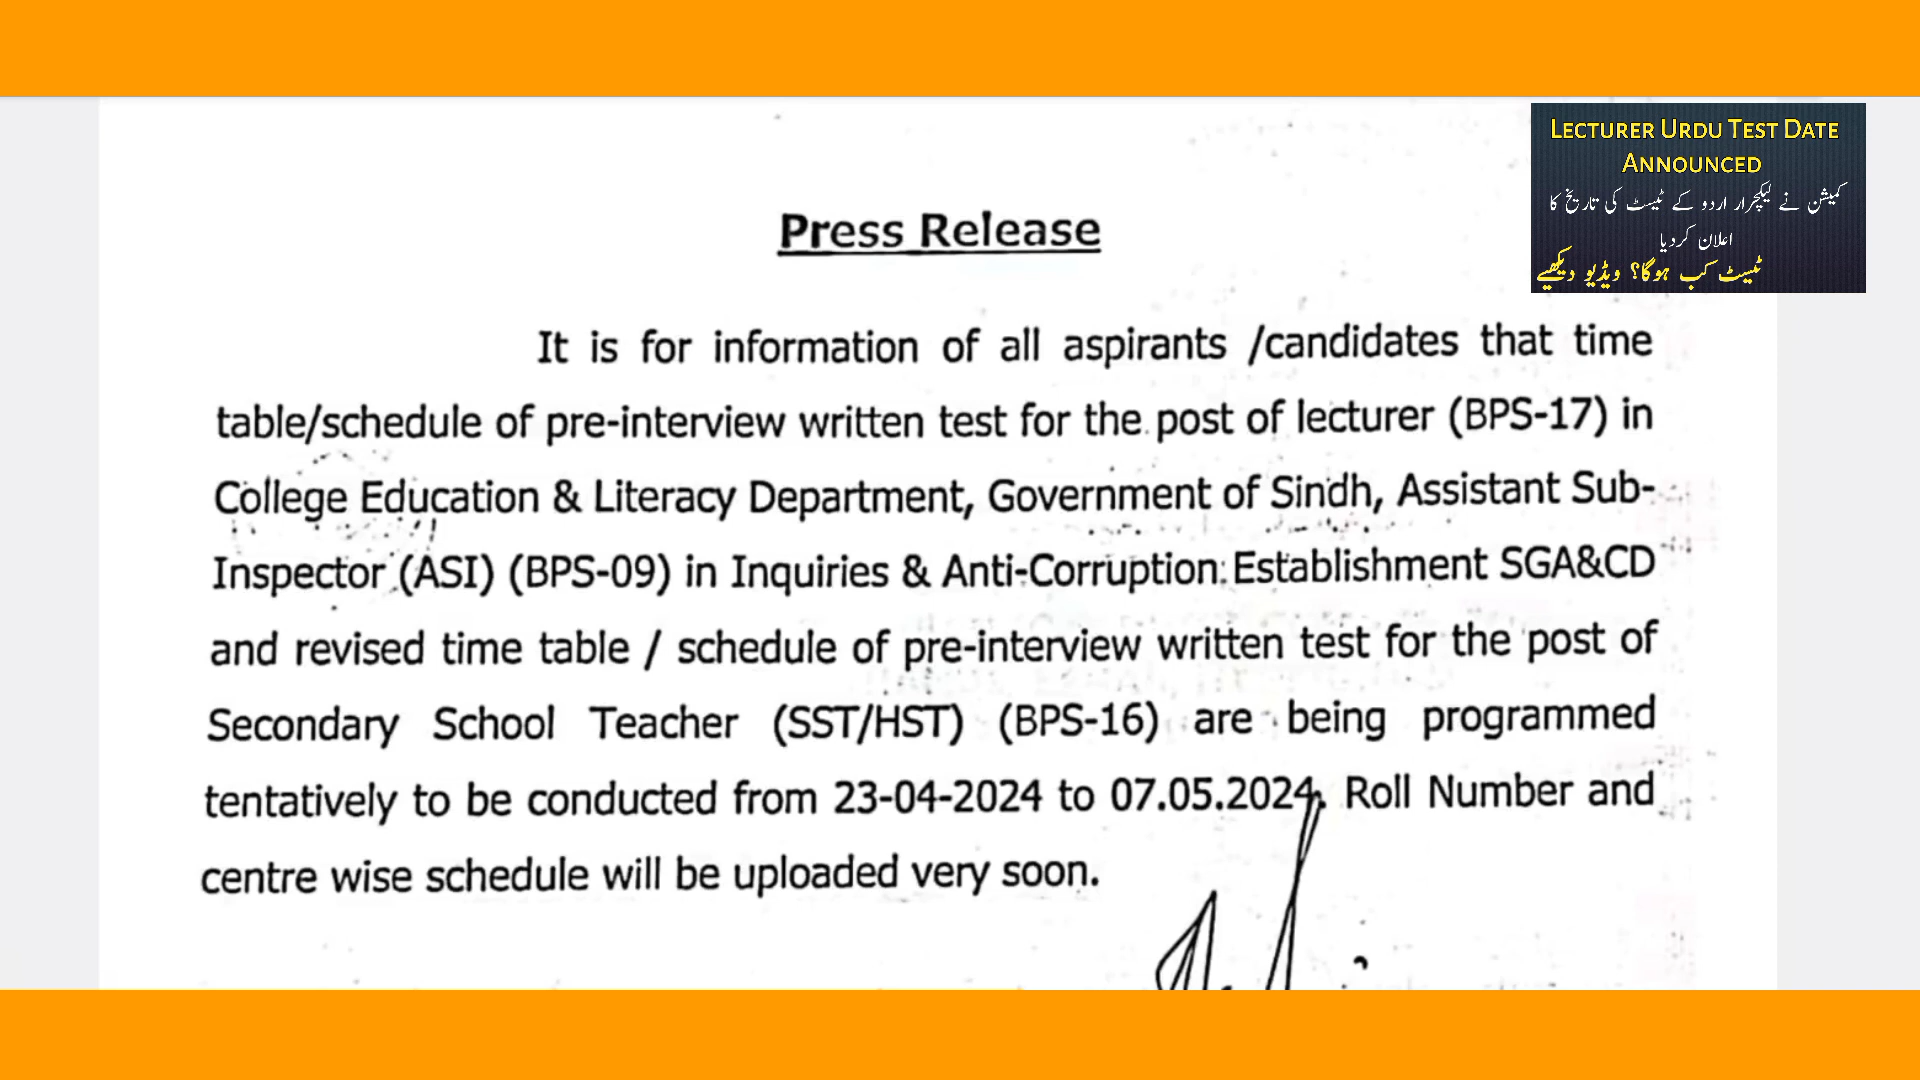 LECTURER URDU TEST DATE
ANNOUNCED
کمیشن نے لیکچرار اردو کے ٹیسٹ کی تاریخ کا
اعلان کردیا
ٹیسٹ کب ہوگا؟ ویڈیو دیکھیے
Press Release
It is for information of all aspirants /candidates that time
table/schedule of pre-interview written test for the post of lecturer (BPS-17) in
College Education & Literacy Department, Government of Sindh, Assistant Sub-
Inspector (ASI) (BPS-09) in Inquiries & Anti-Corruption Establishment SGA&CD
and revised time table / schedule of pre-interview written test for the post of
Secondary School Teacher (SST/HST) (BPS-16) are being programmed
tentatively to be conducted from 23-04-2024 to 07.05.2024. Roll Number and
centre wise schedule will be uploaded very soon.